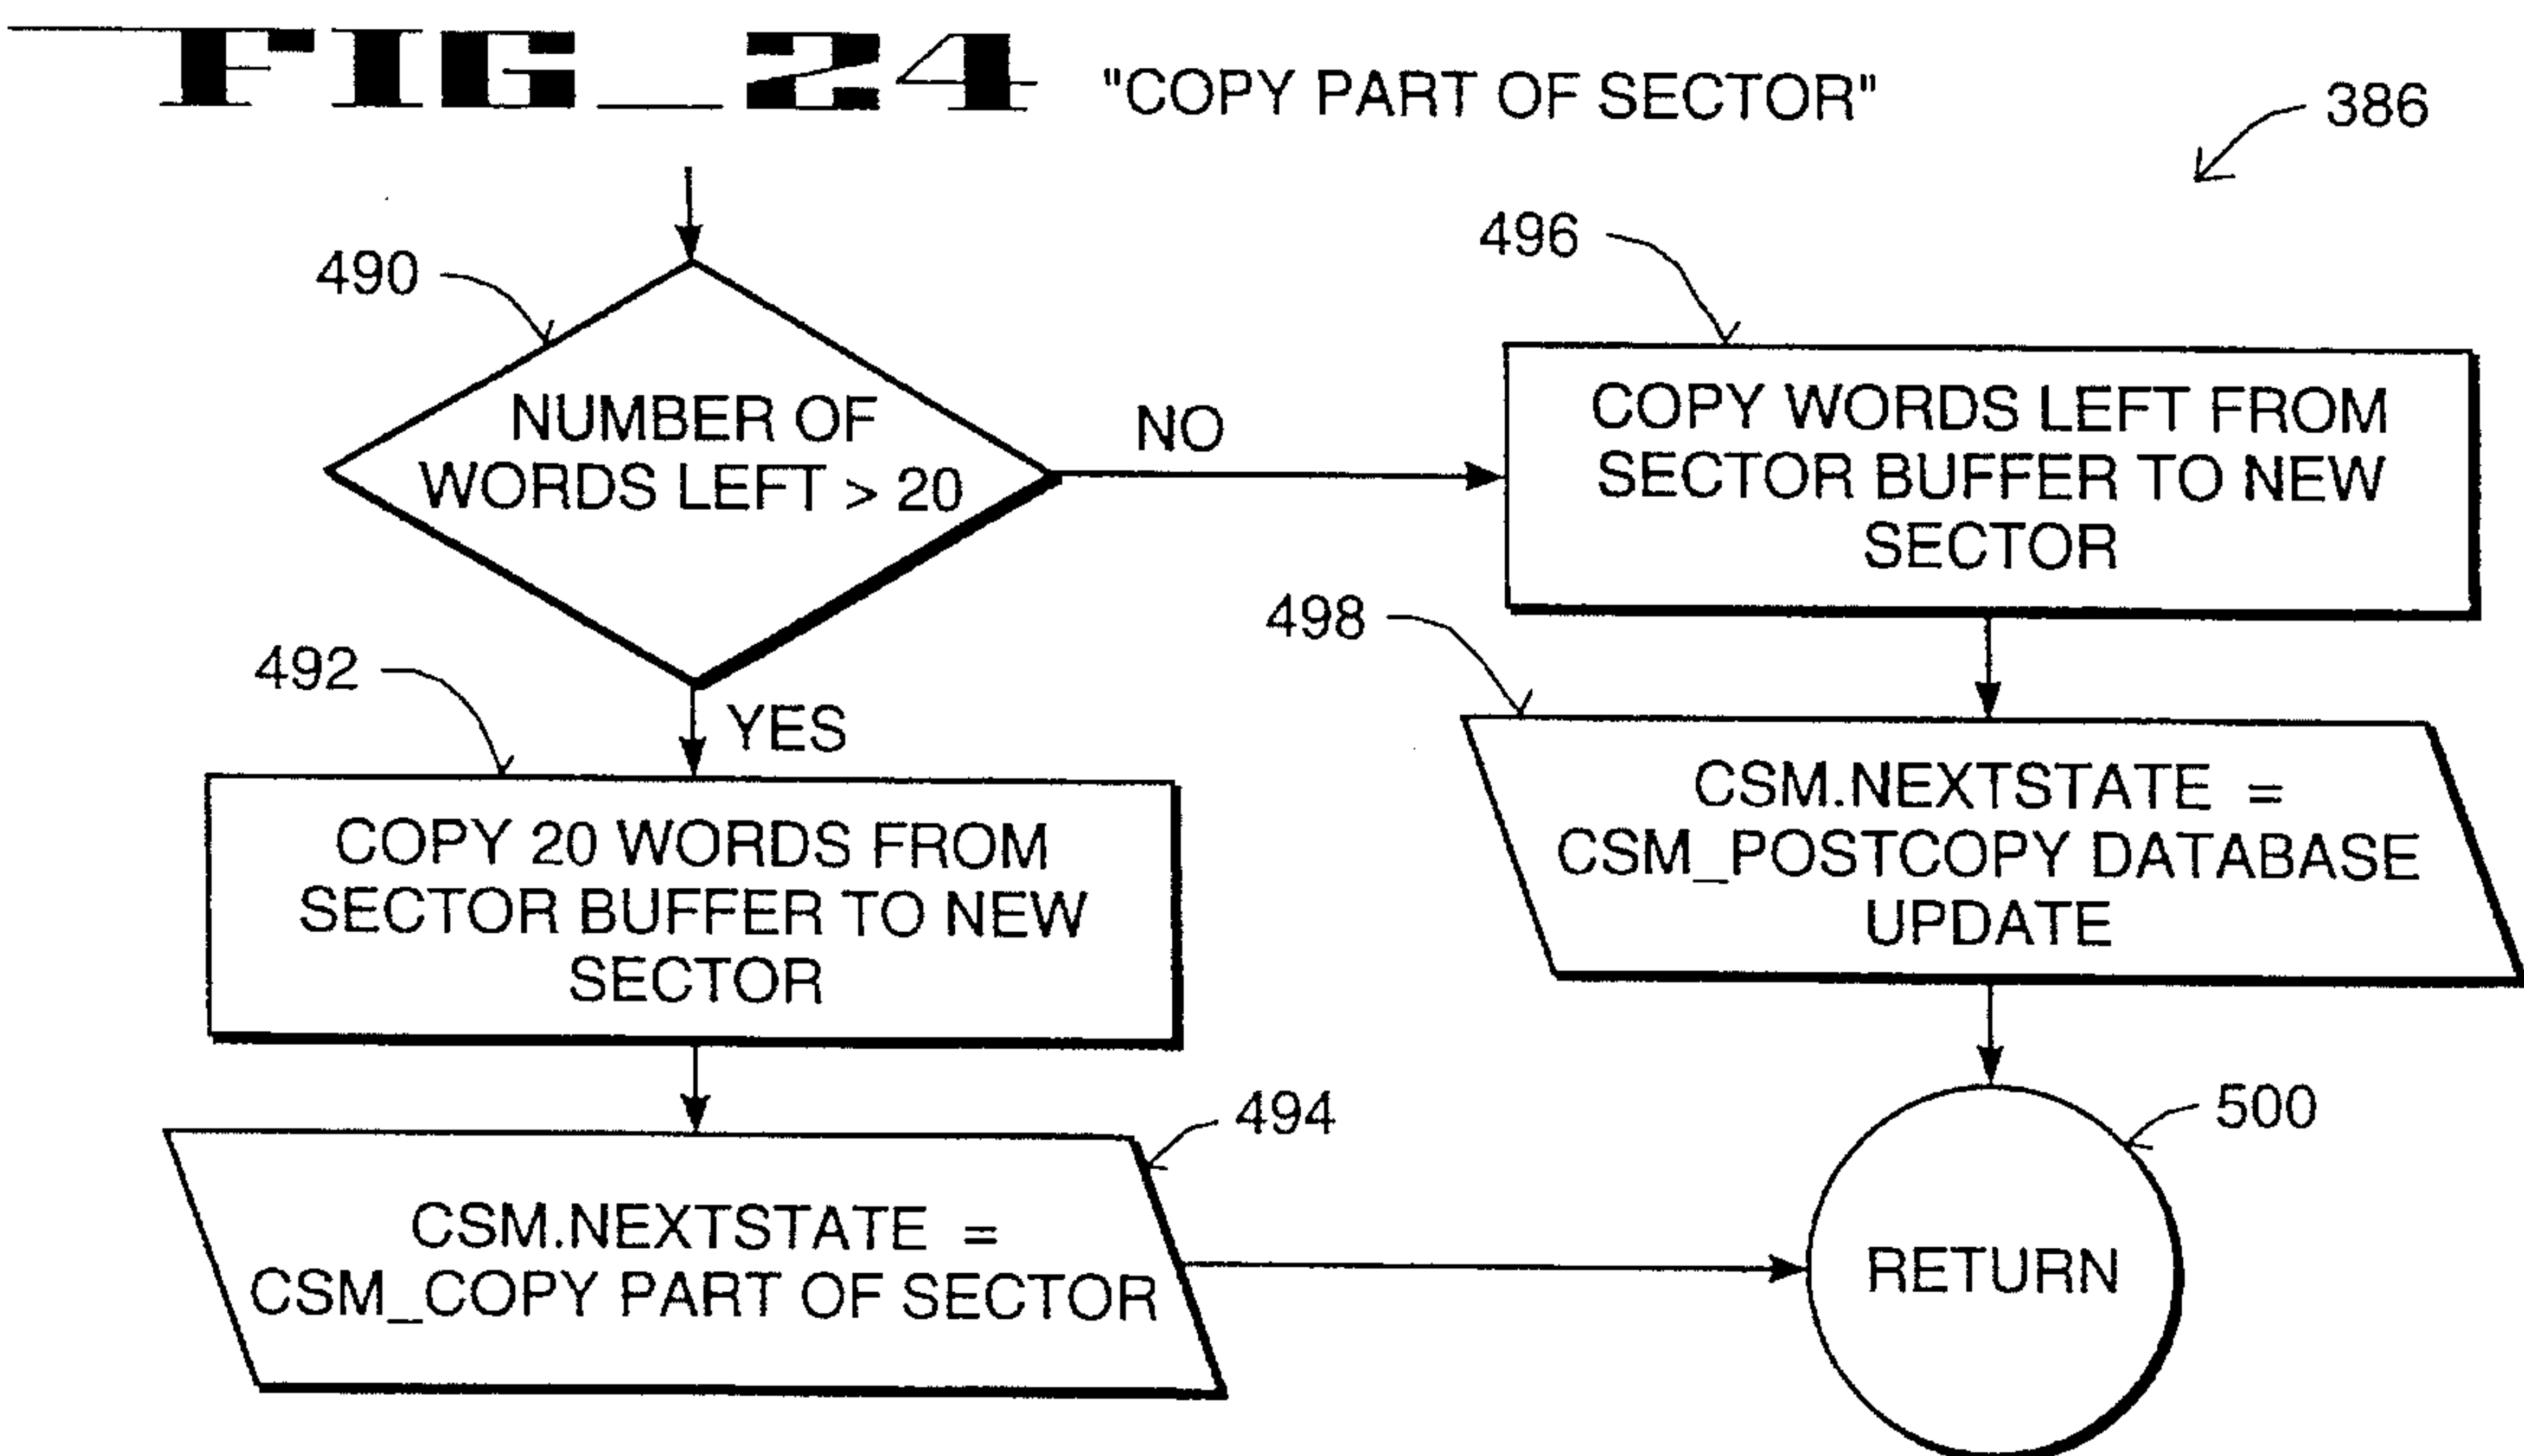 FIG_24 "COPY PART OF SECTOR"
386
490
NUMBER OF
WORDS LEFT > 20
NO
YES
496
COPY WORDS LEFT FROM
SECTOR BUFFER TO NEW
SECTOR
492
COPY 20 WORDS FROM
SECTOR BUFFER TO NEW
SECTOR
498
CSM.NEXTSTATE =
CSM_POSTCOPY DATABASE
UPDATE
494
CSM.NEXTSTATE =
CSM_COPY PART OF SECTOR
500
RETURN